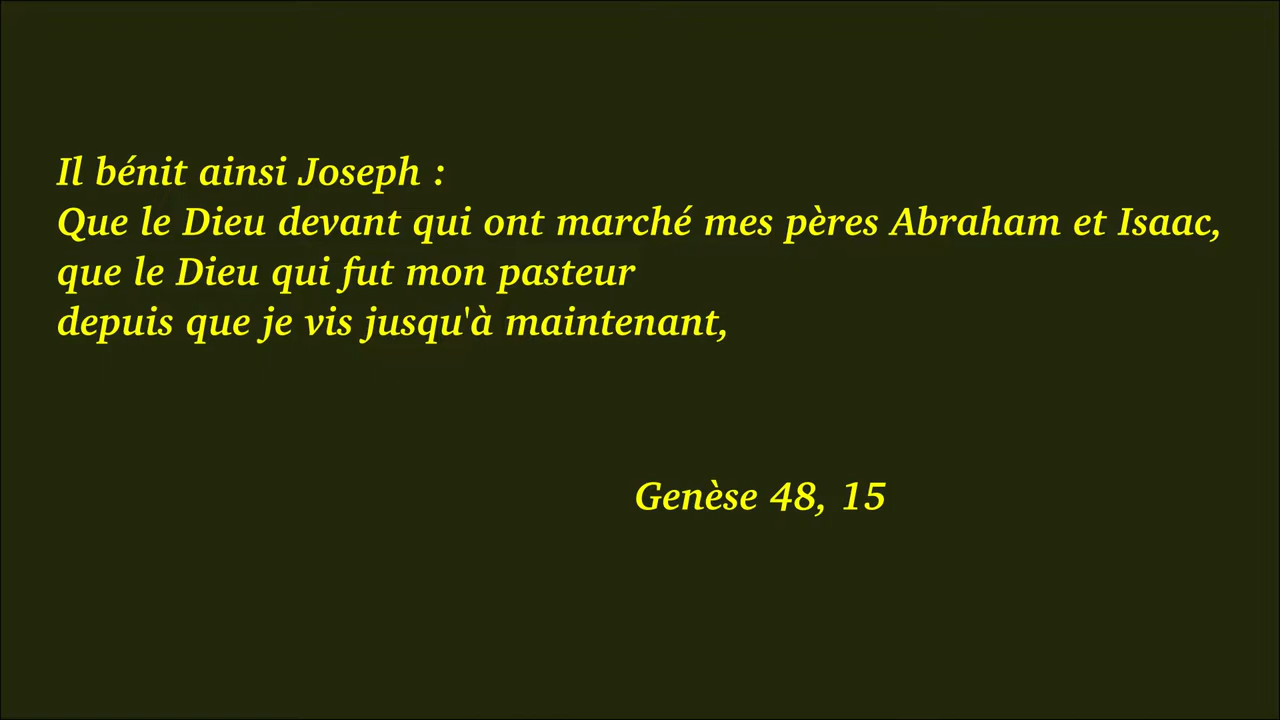 Il bénit ainsi Joseph :
Que le Dieu devant qui ont marché mes pères Abraham et Isaac,
que le Dieu qui fut mon pasteur
depuis que je vis jusqu'à maintenant,
Genèse 48, 15